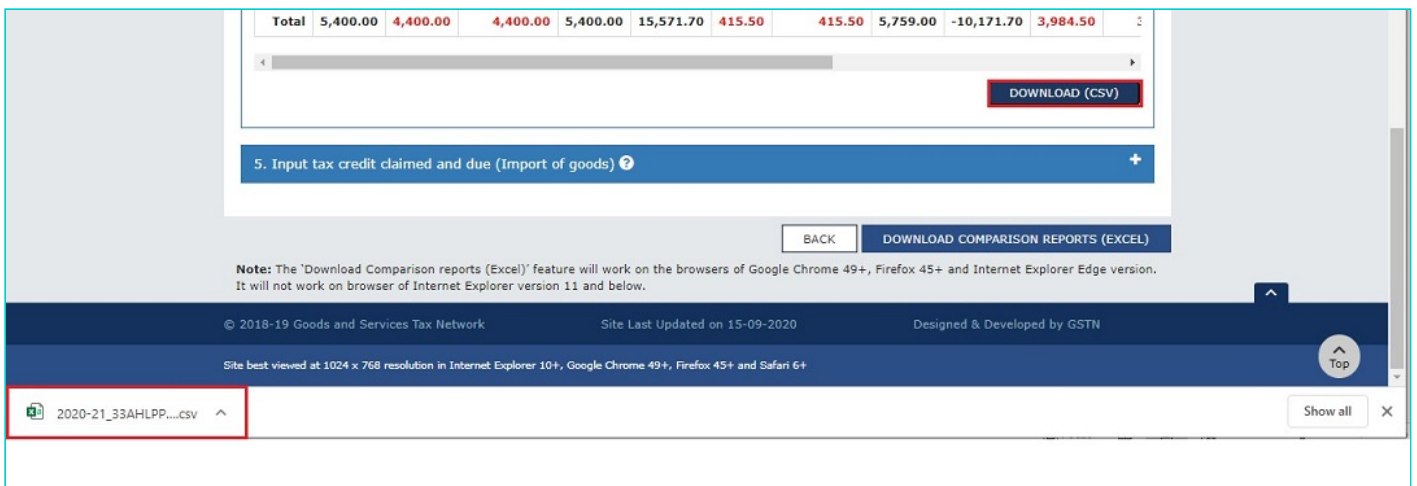 Total 5,400.00 4,400.00 4,400.00 5,400.00 15,571.70 415.50 415.50 5,759.00 -10,171.70 3,984.50
DOWNLOAD (CSV)
5. Input tax credit claimed and due (Import of goods) ?
BACK DOWNLOAD COMPARISON REPORTS (EXCEL)
Note: The 'Download Comparison reports (Excel)' feature will work on the browsers of Google Chrome 49+, Firefox 45+ and Internet Explorer Edge version.
It will not work on browser of Internet Explorer version 11 and below.
© 2018-19 Goods and Services Tax Network Site Last Updated on 15-09-2020 Designed & Developed by GSTN
Site best viewed at 1024 x 768 resolution in Internet Explorer 10+, Google Chrome 49+, Firefox 45+ and Safari 6+
Top
2020-21_33AHLPP....csv Show all